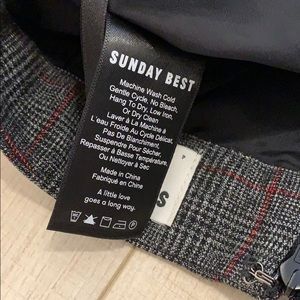 SUNDAY BEST
Machine Wash Cold
Gentle Cycle, No Bleach,
Hang To Dry, Low Iron,
Or Dry Clean
Laver à La Machine à
L'eau Froide Au Cycle Délicat,
Pas De Blanchiment,
Suspendre Pour Sécher,
Repasser à Basse Température,
Ou Nettoyer à Sec
Made in China
Fabriqué en Chine
A little love
goes a long way.
S